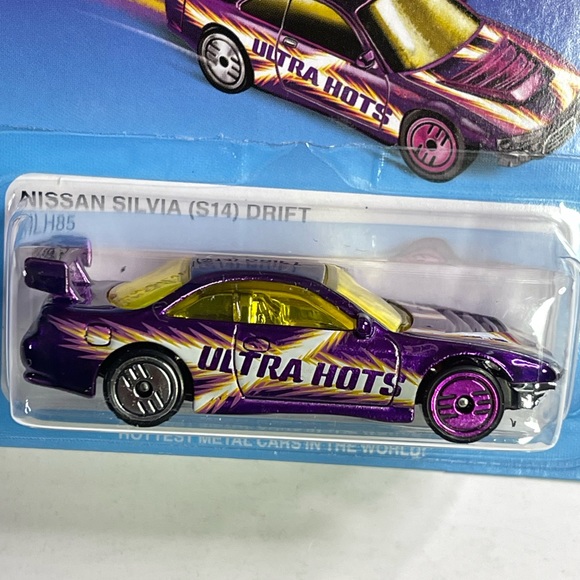 ULTRA HOTS
NISSAN SILVIA (S14) DRIFT
HLH85
ULTRA HOTS
HOTTEST METAL CARS IN THE WORLD!